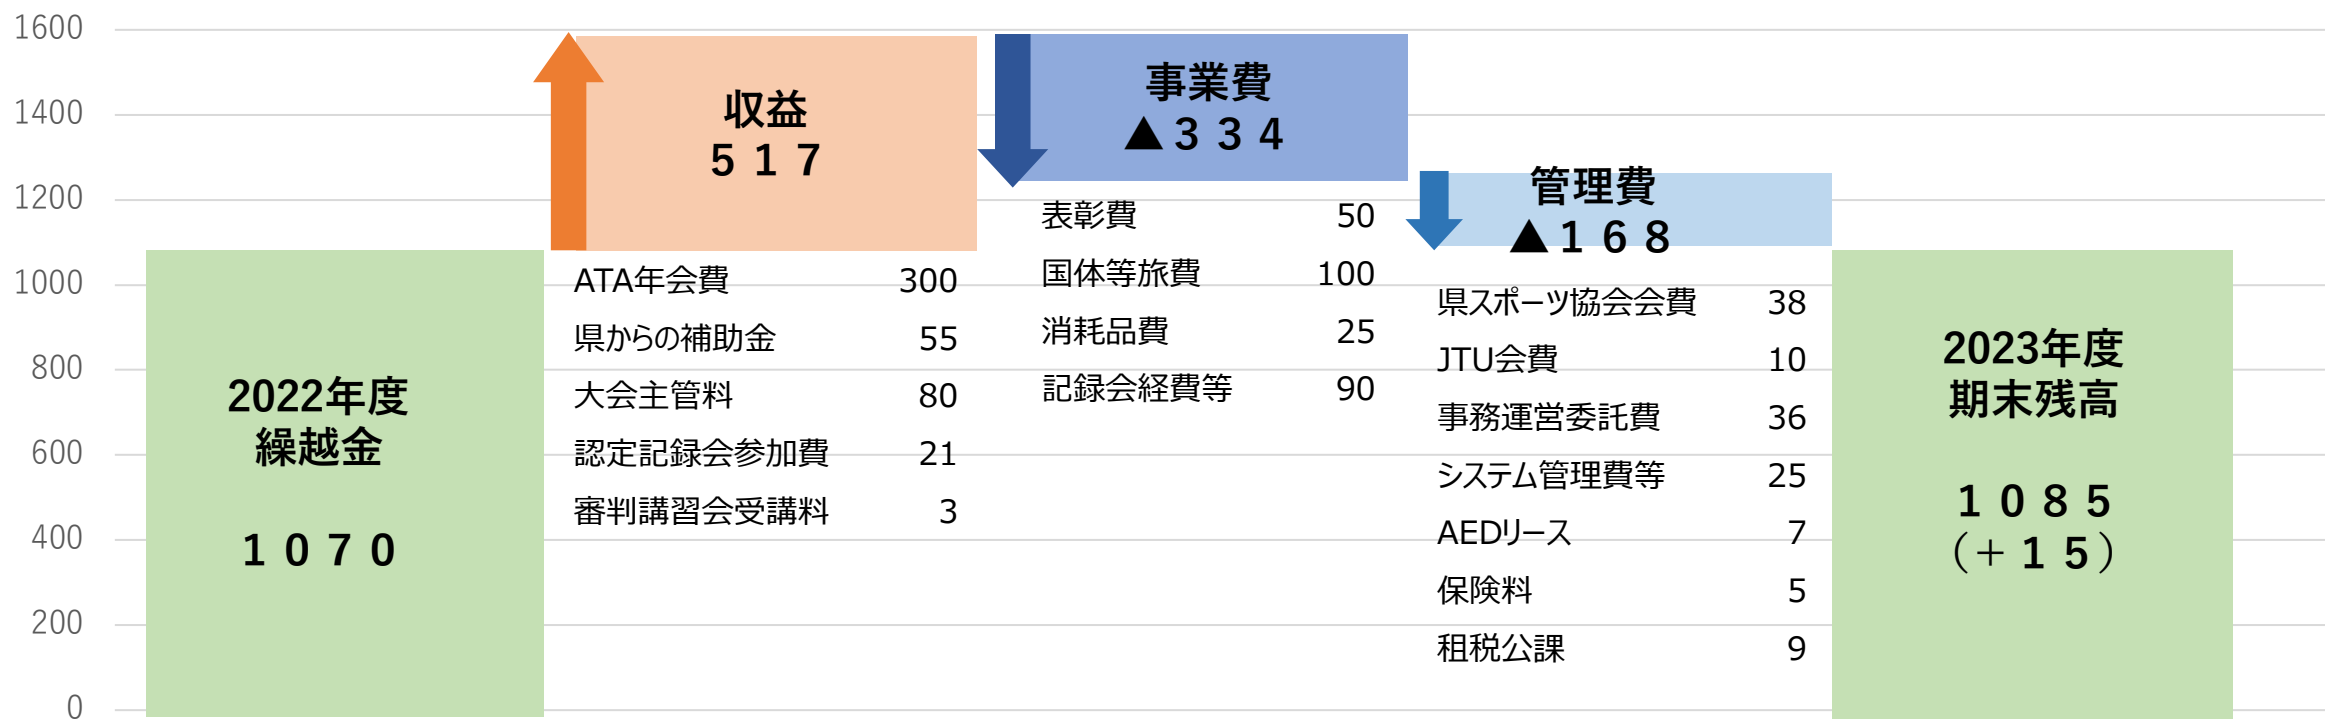 1600
1400
1200
1000
800
600
400
200
0
2022年度
繰越金
１０７０
収益
５１７
ATA年会費 300
県からの補助金 55
大会主管料 80
認定記録会参加費 21
審判講習会受講料 3
事業費
▲３３４
表彰費 50
国体等旅費 100
消耗品費 25
記録会経費等 90
管理費
▲１６８
県スポーツ協会会費 38
JTU会費 10
事務運営委託費 36
システム管理費等 25
AEDリース 7
保険料 5
租税公課 9
2023年度
期末残高
１０８５
（＋１５）